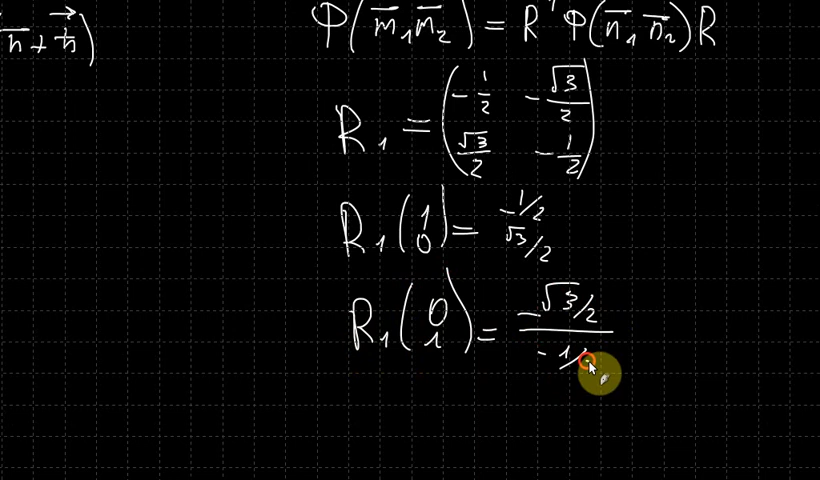 n + h)
Φ(m₁m₂) = R⁺Φ(n₁n₂)R
R₁ = (-1/2 -√3/2
√3/2 -1/2)
R₁(1 0) = -1/2 √3/2
R₁(0 1) = -√3/2
-1/